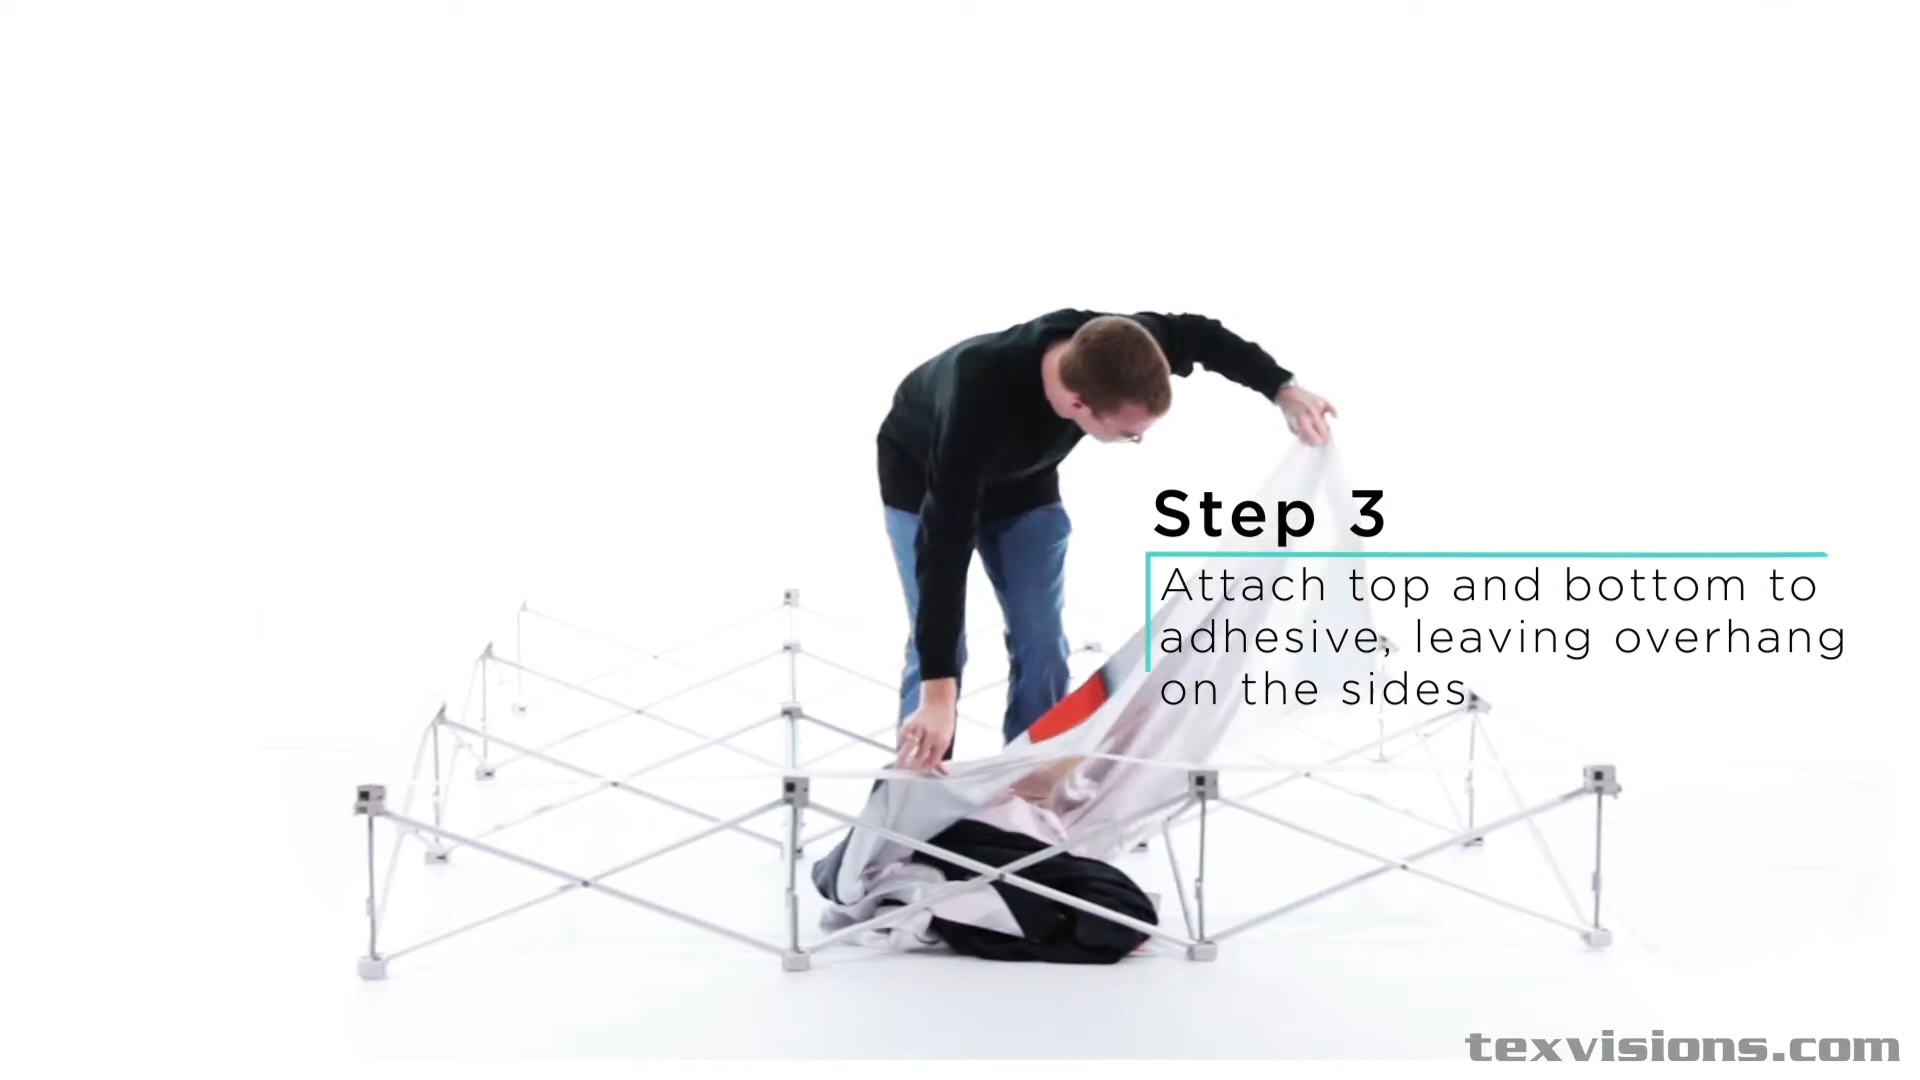 Step 3
Attach top and bottom to
adhesive, leaving overhang
on the sides
texvisions.com